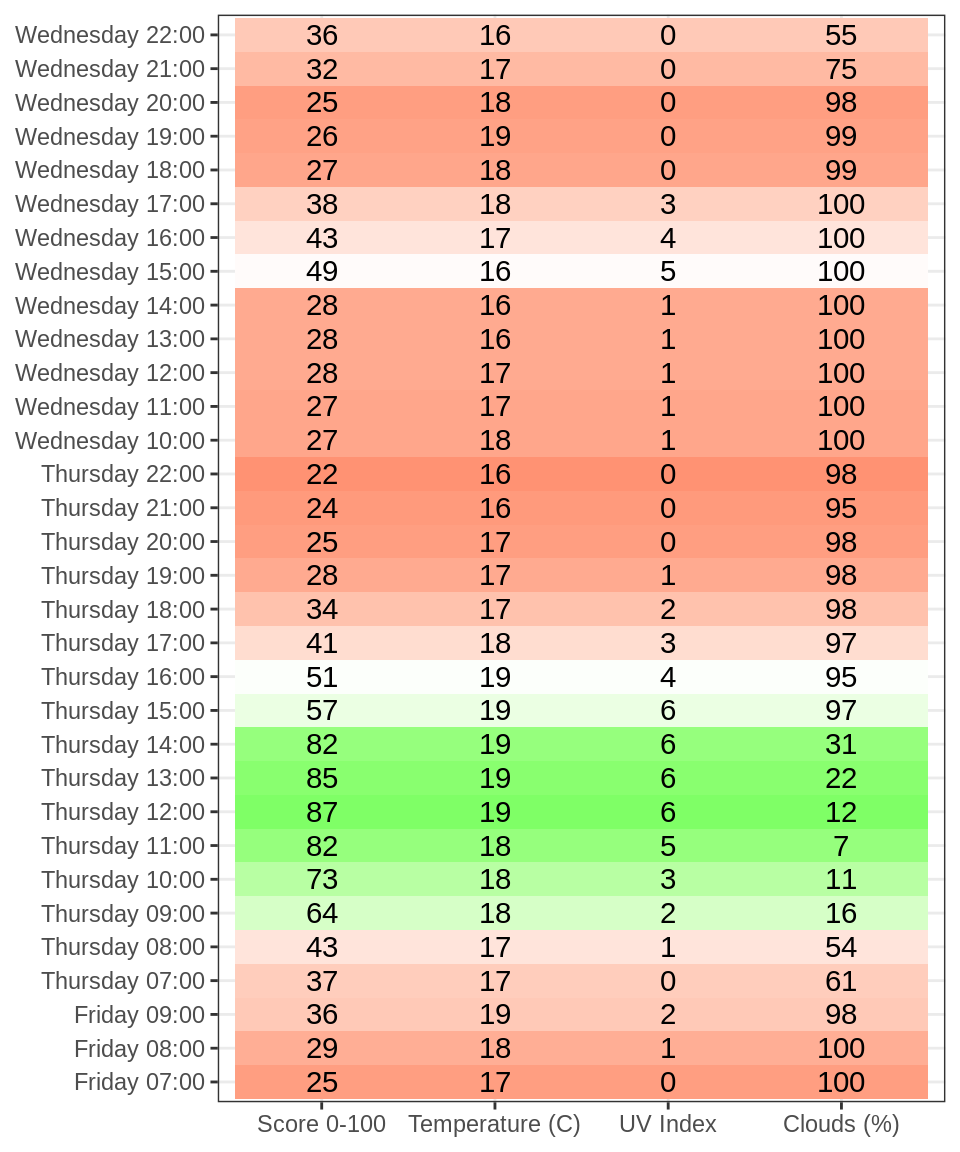 Wednesday 22:00 36 16 0 55
Wednesday 21:00 32 17 0 75
Wednesday 20:00 25 18 0 98
Wednesday 19:00 26 19 0 99
Wednesday 18:00 27 18 0 99
Wednesday 17:00 38 18 3 100
Wednesday 16:00 43 17 4 100
Wednesday 15:00 49 16 5 100
Wednesday 14:00 28 16 1 100
Wednesday 13:00 28 16 1 100
Wednesday 12:00 28 17 1 100
Wednesday 11:00 27 17 1 100
Wednesday 10:00 27 18 1 100
Thursday 22:00 22 16 0 98
Thursday 21:00 24 16 0 95
Thursday 20:00 25 17 0 98
Thursday 19:00 28 17 1 98
Thursday 18:00 34 17 2 98
Thursday 17:00 41 18 3 97
Thursday 16:00 51 19 4 95
Thursday 15:00 57 19 6 97
Thursday 14:00 82 19 6 31
Thursday 13:00 85 19 6 22
Thursday 12:00 87 19 6 12
Thursday 11:00 82 18 5 7
Thursday 10:00 73 18 3 11
Thursday 09:00 64 18 2 16
Thursday 08:00 43 17 1 54
Thursday 07:00 37 17 0 61
Friday 09:00 36 19 2 98
Friday 08:00 29 18 1 100
Friday 07:00 25 17 0 100
Score 0-100 Temperature (C) UV Index Clouds (%)